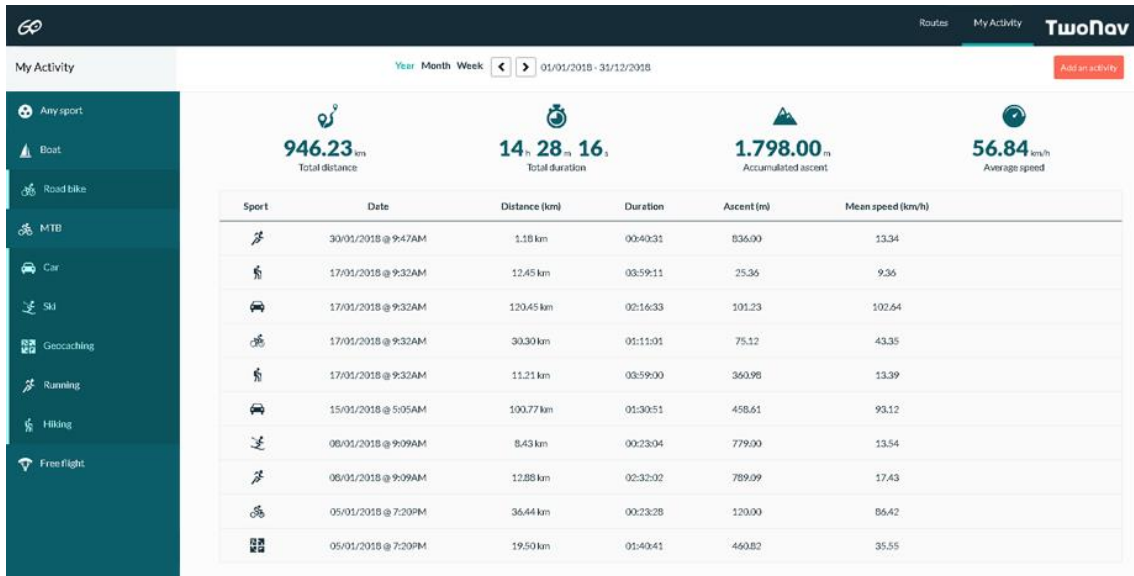 GO
Routes My Activity TwoNav
My Activity
Year Month Week 01/01/2018 - 31/12/2018
Add an activity
Any sport
Boat
Road bike
MTB
Car
Ski
Geocaching
Running
Hiking
Free flight
946.23 km
Total distance
14 h 28 m 16 s
Total duration
1.798.00 m
Accumulated ascent
56.84 km/h
Average speed
Sport Date Distance (km) Duration Ascent (m) Mean speed (km/h)
30/01/2018 @ 9:47AM 1.18 km 00:40:31 836.00 13.34
17/01/2018 @ 9:32AM 12.45 km 03:59:11 25.36 9.36
17/01/2018 @ 9:32AM 120.45 km 02:16:33 101.23 102.64
17/01/2018 @ 9:32AM 30.30 km 01:11:01 75.12 43.35
17/01/2018 @ 9:32AM 11.21 km 03:59:00 360.98 13.39
15/01/2018 @ 5:05AM 100.77 km 01:30:51 458.61 93.12
08/01/2018 @ 9:09AM 8.43 km 00:23:04 779.00 13.54
08/01/2018 @ 9:09AM 12.88 km 02:32:02 789.09 17.43
05/01/2018 @ 7:20PM 36.44 km 00:23:28 120.00 86.42
05/01/2018 @ 7:20PM 19.50 km 01:40:41 460.82 35.55